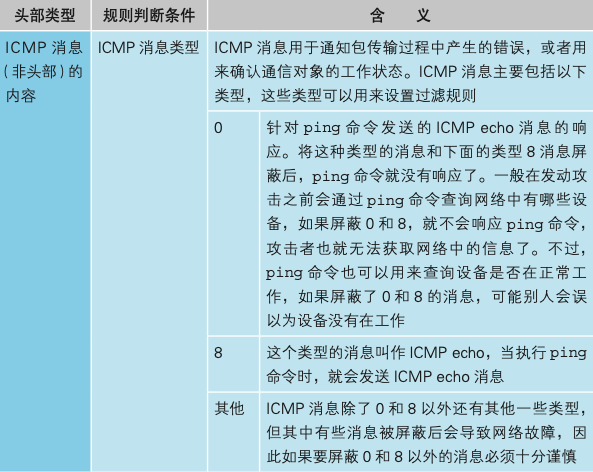 头部类型 规则判断条件 含 义
ICMP 消息 ICMP 消息类型 ICMP 消息用于通知包传输过程中产生的错误，或者用
（非头部）的 来确认通信对象的工作状态。ICMP 消息主要包括以下
内容 类型，这些类型可以用来设置过滤规则
0 针对 ping 命令发送的 ICMP echo 消息的响
应。将这种类型的消息和下面的类型 8 消息屏
蔽后，ping 命令就没有响应了。一般在发动攻
击之前会通过 ping 命令查询网络中有哪些设
备，如果屏蔽 0 和 8，就不会响应 ping 命令，
攻击者也就无法获取网络中的信息了。不过，
ping 命令也可以用来查询设备是否在正常工
作，如果屏蔽了 0 和 8 的消息，可能别人会误
以为设备没有在工作
8 这个类型的消息叫作 ICMP echo，当执行 ping
命令时，就会发送 ICMP echo 消息
其他 ICMP 消息除了 0 和 8 以外还有其他一些类型，
但其中有些消息被屏蔽后会导致网络故障，因
此如果要屏蔽 0 和 8 以外的消息必须十分谨慎